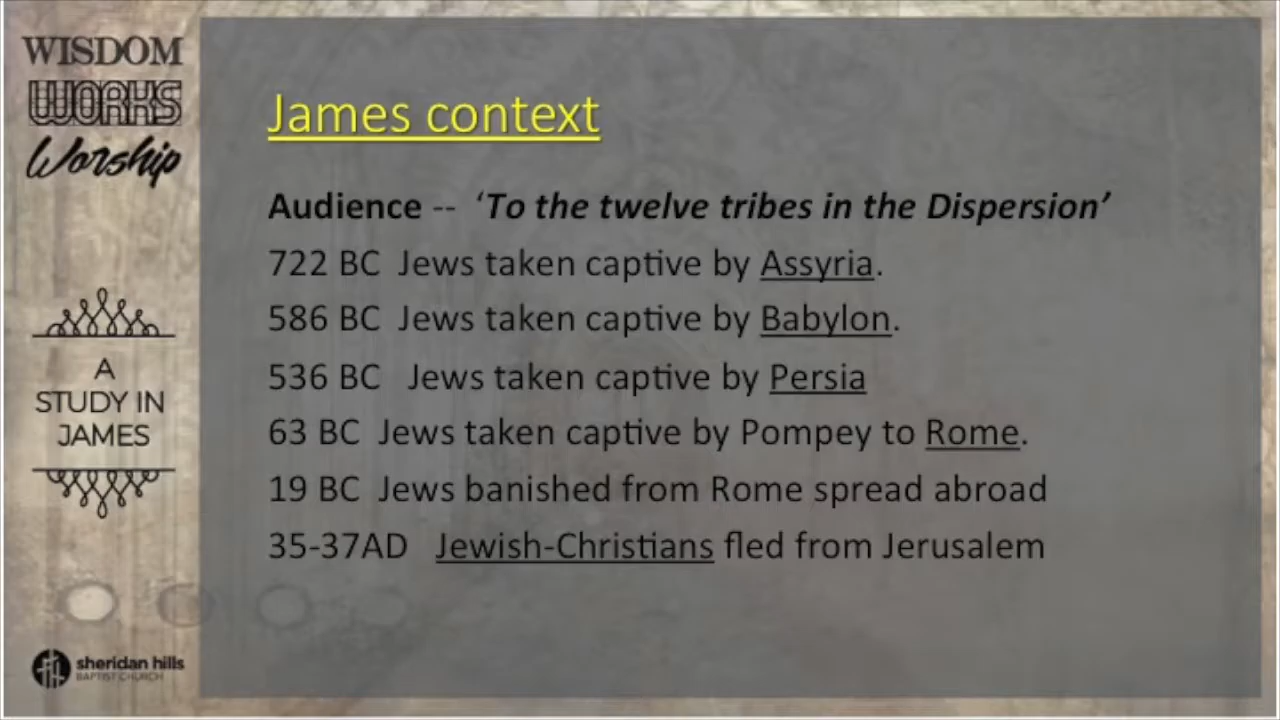 WISDOM
WORKS
Worship
A
STUDY IN
JAMES
sheridan hills
BAPTIST CHURCH
James context
Audience -- ‘To the twelve tribes in the Dispersion’
722 BC Jews taken captive by Assyria.
586 BC Jews taken captive by Babylon.
536 BC Jews taken captive by Persia
63 BC Jews taken captive by Pompey to Rome.
19 BC Jews banished from Rome spread abroad
35-37AD Jewish-Christians fled from Jerusalem